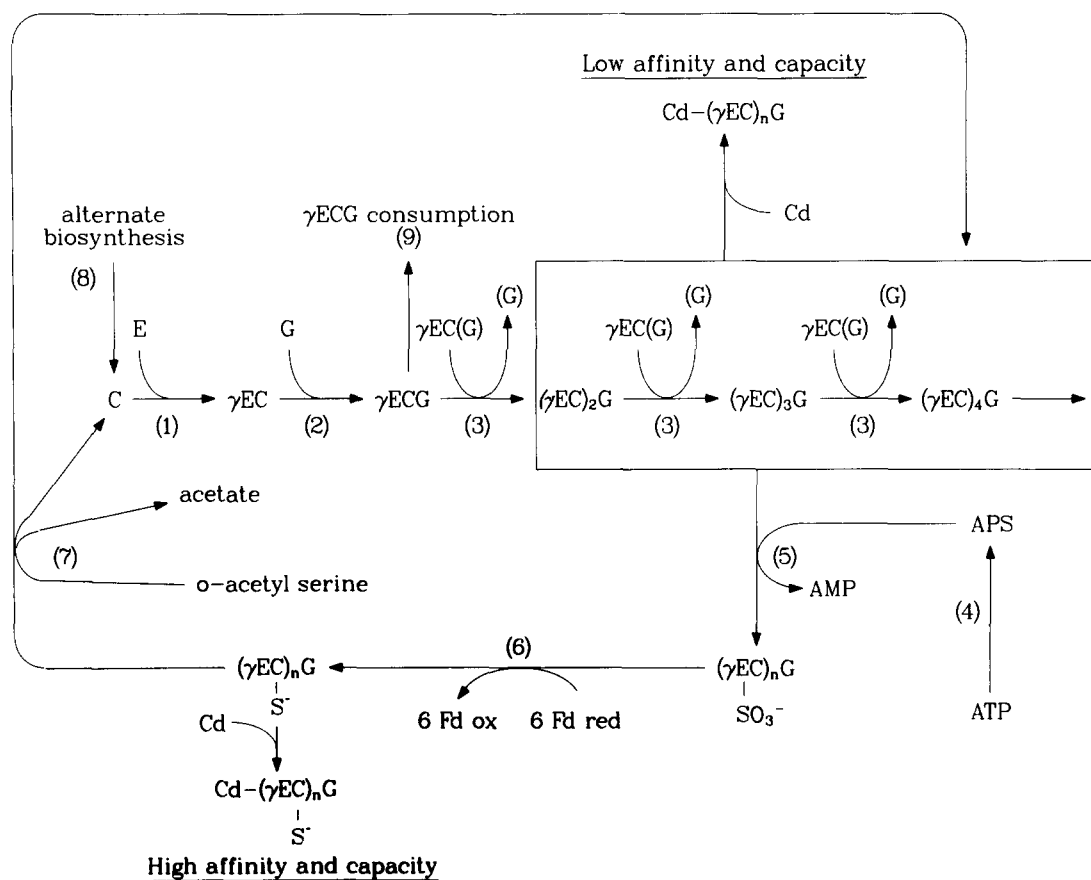 Low affinity and capacity
Cd-(γEC)ₙG
Cd
alternate
biosynthesis
(8)
γECG consumption
(9)
E
G
γEC(G)
(G)
γEC(G)
(G)
γEC(G)
(G)
C
(1)
γEC
(2)
γECG
(3)
(γEC)₂G
(3)
(γEC)₃G
(3)
(γEC)₄G
acetate
(7)
o-acetyl serine
APS
(5)
AMP
(4)
ATP
(γEC)ₙG
S⁻
(6)
6 Fd ox 6 Fd red
(γEC)ₙG
SO₃⁻
Cd
Cd-(γEC)ₙG
S⁻
High affinity and capacity